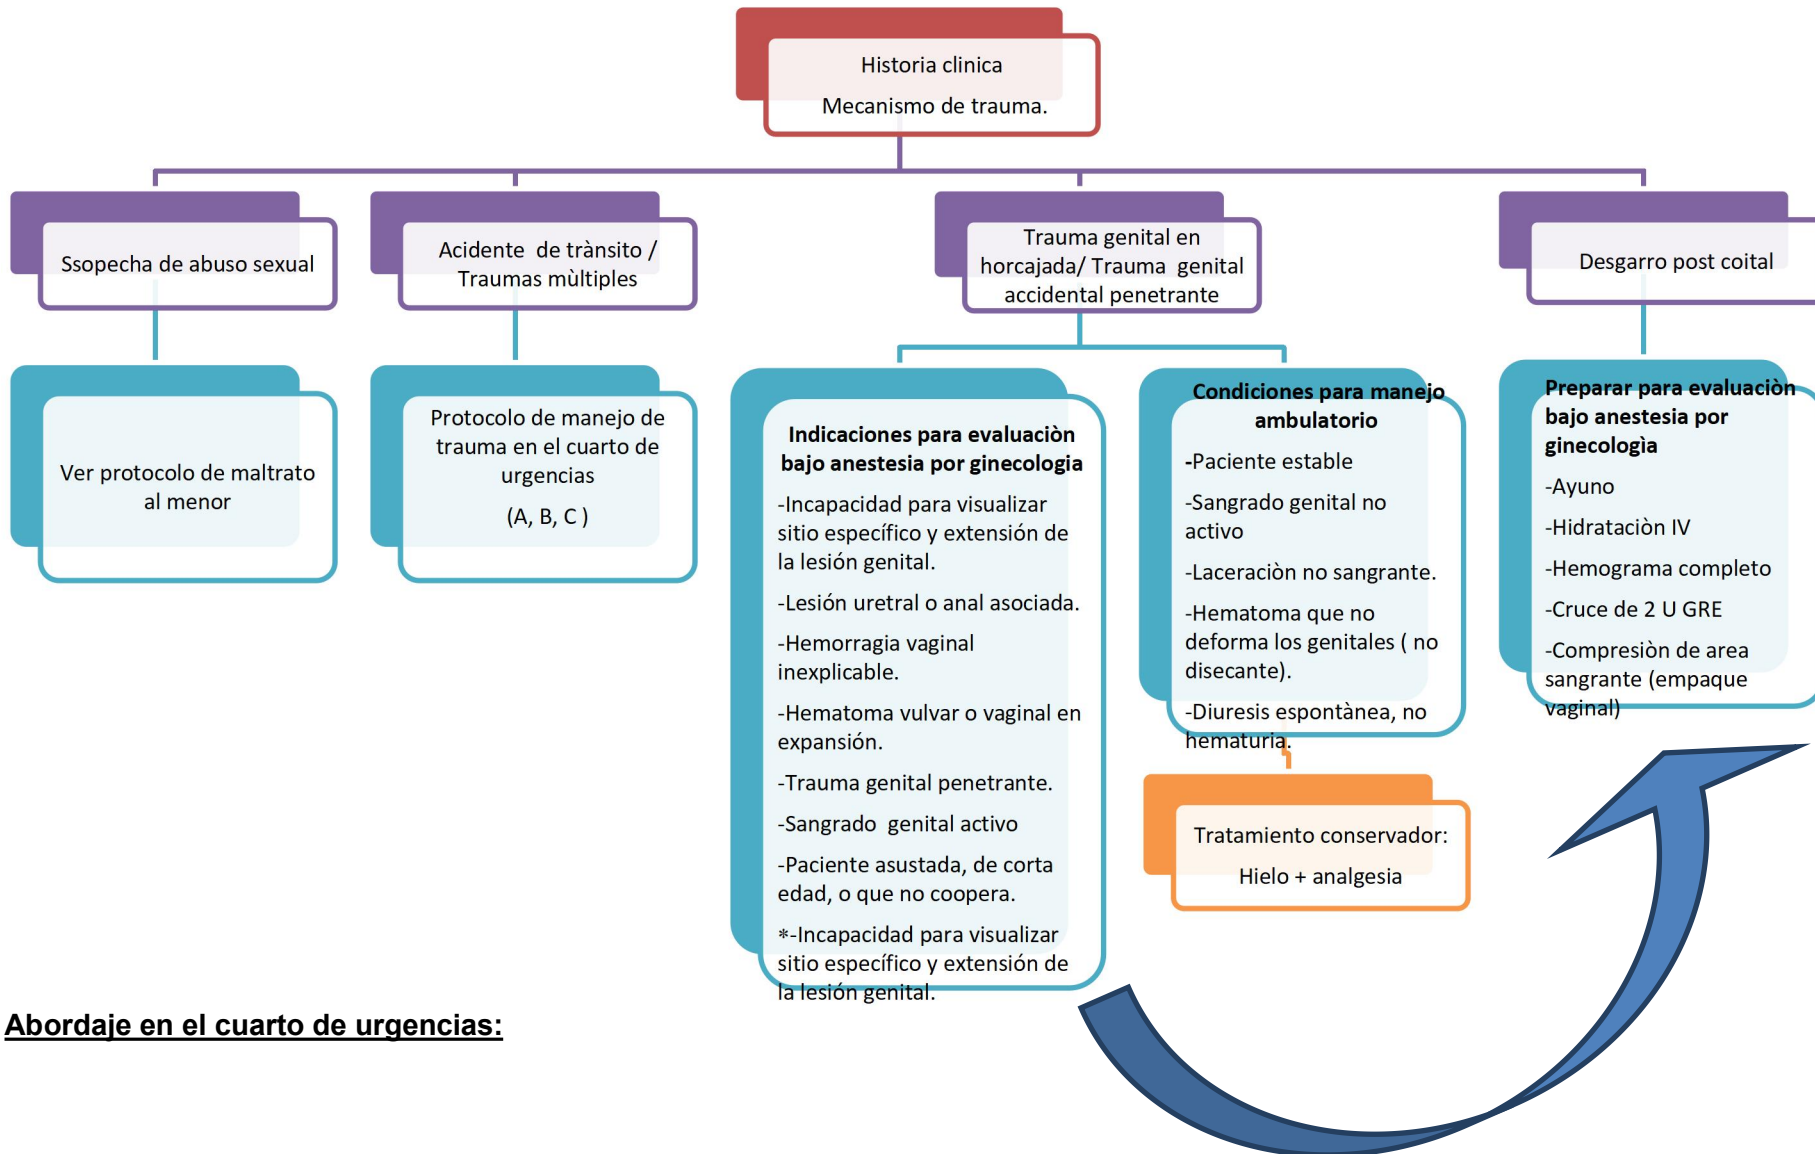 Historia clinica
Mecanismo de trauma.
Ssopecha de abuso sexual
Acidente  de trànsito /
Traumas mùltiples
Trauma genital en
horcajada/ Trauma  genital
accidental penetrante
Desgarro post coital
Ver protocolo de maltrato
al menor
Protocolo de manejo de
trauma en el cuarto de
urgencias
(A, B, C )
Indicaciones para evaluaciòn
bajo anestesia por ginecologia
-Incapacidad para visualizar
sitio específico y extensión de
la lesión genital.
-Lesión uretral o anal asociada.
-Hemorragia vaginal
inexplicable.
-Hematoma vulvar o vaginal en
expansión.
-Trauma genital penetrante.
-Sangrado  genital activo
-Paciente asustada, de corta
edad, o que no coopera.
*-Incapacidad para visualizar
sitio específico y extensión de
la lesión genital.
Condiciones para manejo
ambulatorio
-Paciente estable
-Sangrado genital no
activo
-Laceraciòn no sangrante.
-Hematoma que no
deforma los genitales ( no
disecante).
-Diuresis espontànea, no
hematuria.
Tratamiento conservador:
Hielo + analgesia
Preparar para evaluaciòn
bajo anestesia por
ginecologìa
-Ayuno
-Hidrataciòn IV
-Hemograma completo
-Cruce de 2 U GRE
-Compresiòn de area
sangrante (empaque
vaginal)
Abordaje en el cuarto de urgencias: